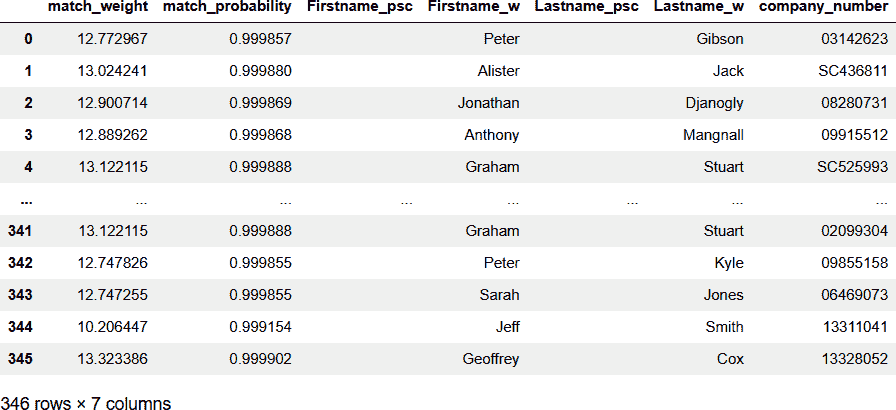 match_weight match_probability Firstname_psc Firstname_w Lastname_psc Lastname_w company_number
0 12.772967 0.999857 Peter Gibson 03142623
1 13.024241 0.999880 Alister Jack SC436811
2 12.900714 0.999869 Jonathan Djanogly 08280731
3 12.889262 0.999868 Anthony Mangnall 09915512
4 13.122115 0.999888 Graham Stuart SC525993
... ... ... ... ... ... ... ...
341 13.122115 0.999888 Graham Stuart 02099304
342 12.747826 0.999855 Peter Kyle 09855158
343 12.747255 0.999855 Sarah Jones 06469073
344 10.206447 0.999154 Jeff Smith 13311041
345 13.323386 0.999902 Geoffrey Cox 13328052
346 rows × 7 columns